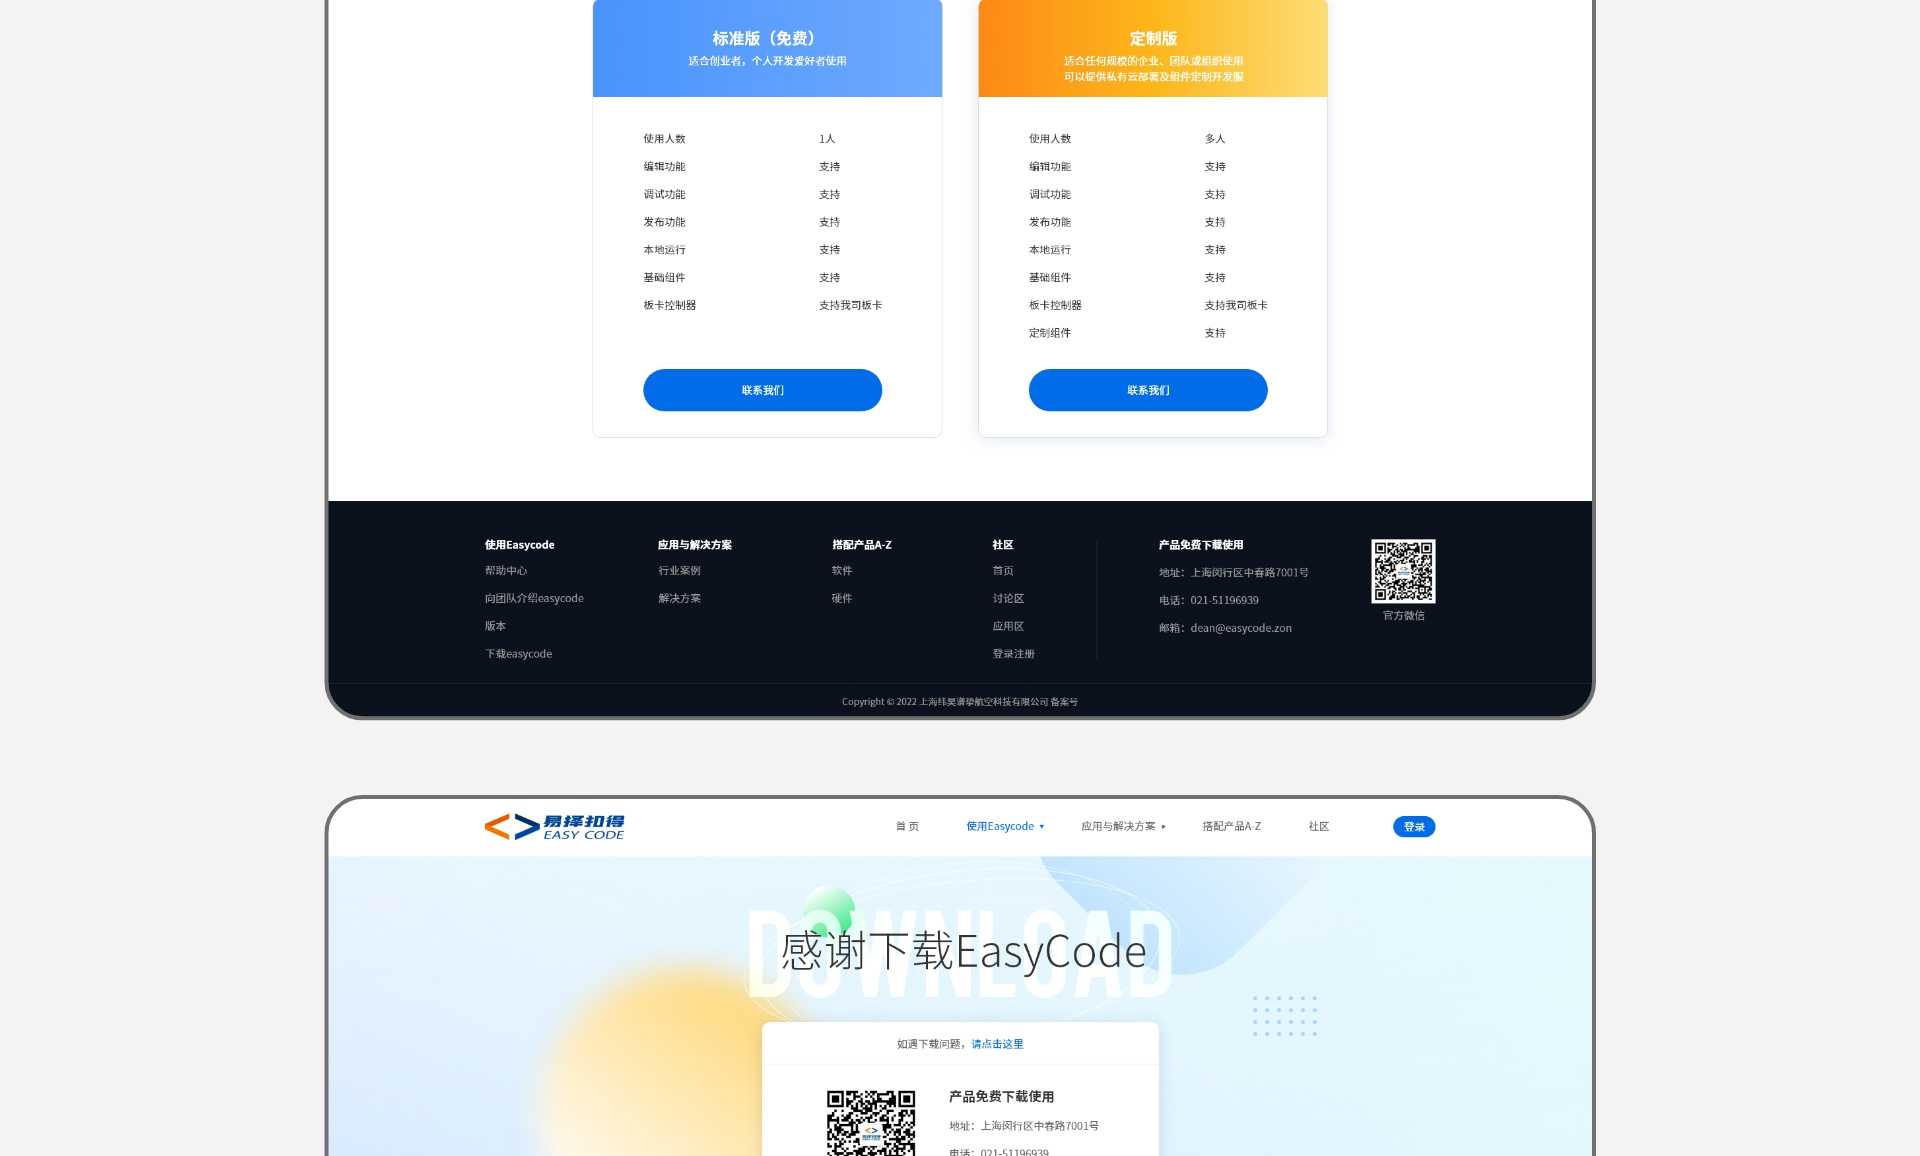 标准版（免费）
适合创业者，个人开发爱好者使用
使用人数 1人
编辑功能 支持
调试功能 支持
发布功能 支持
本地运行 支持
基础组件 支持
板卡控制器 支持我司板卡
联系我们
定制版
适合任何规模的企业、团队或组织使用
可以提供私有云部署及组件定制开发服
使用人数 多人
编辑功能 支持
调试功能 支持
发布功能 支持
本地运行 支持
基础组件 支持
板卡控制器 支持我司板卡
定制组件 支持
联系我们
使用Easycode
帮助中心
向团队介绍easycode
版本
下载easycode
应用与解决方案
行业案例
解决方案
搭配产品A-Z
软件
硬件
社区
首页
讨论区
应用区
登录注册
产品免费下载使用
地址：上海闵行区中春路7001号
电话：021-51196939
邮箱：dean@easycode.zon
官方微信
Copyright © 2022 上海纬昊谱挚航空科技有限公司 备案号
易择扣得
EASY CODE
首 页 使用Easycode 应用与解决方案 搭配产品A-Z 社区 登录
DOWNLOAD
感谢下载EasyCode
如遇下载问题，请点击这里
产品免费下载使用
地址：上海闵行区中春路7001号
电话：021-51196939